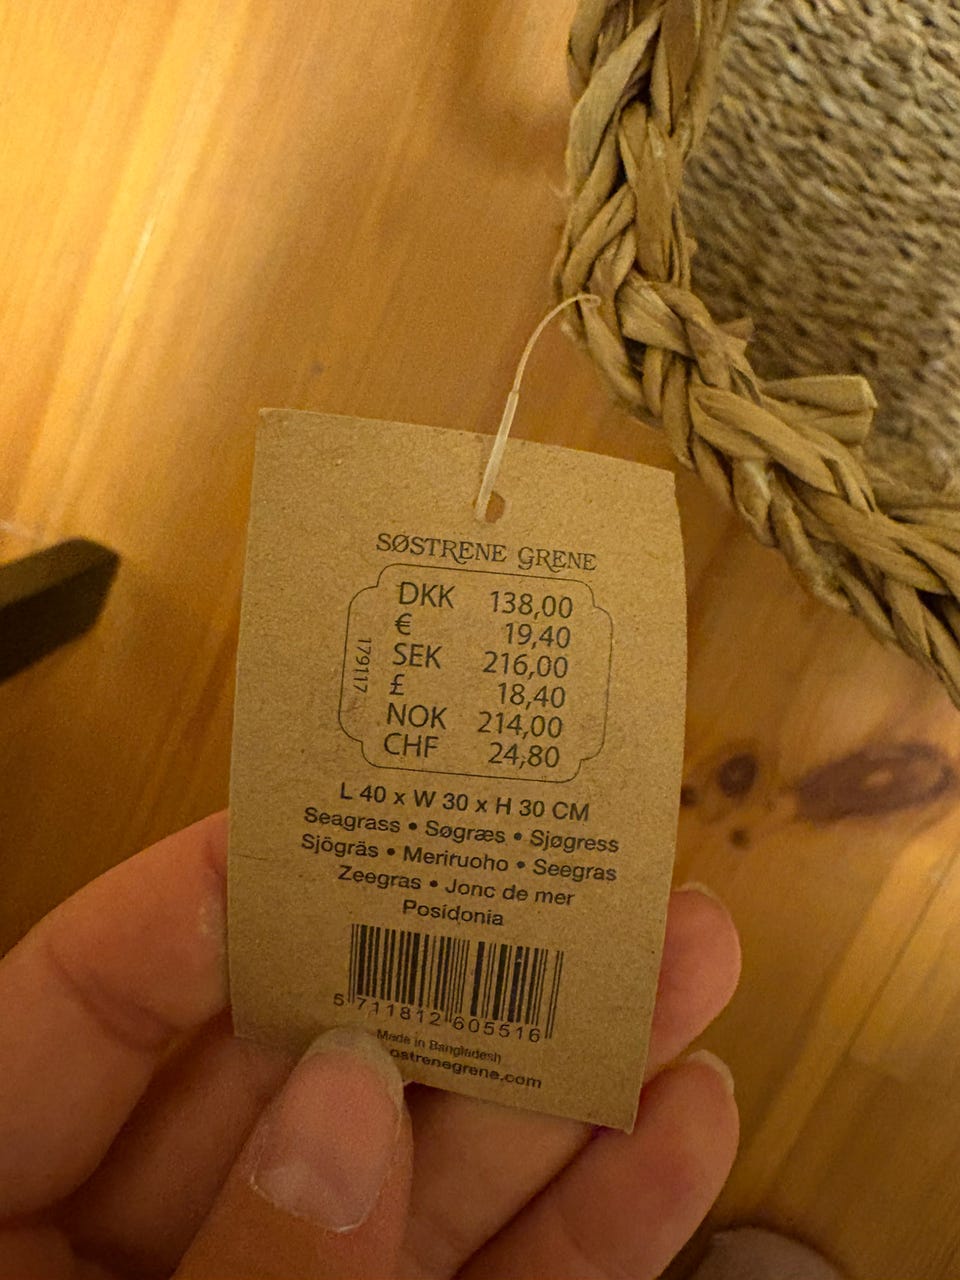 SØSTRENE GRENE
DKK 138,00
€ 19,40
SEK 216,00
£ 18,40
NOK 214,00
CHF 24,80
179117
L 40 x W 30 x H 30 CM
Seagrass • Søgræs • Sjøgress
Sjögräs • Meriruoho • Seegras
Zeegras • Jonc de mer
Posidonia
5 711812 605516
Made in Bangladesh
ostrenegrene.com